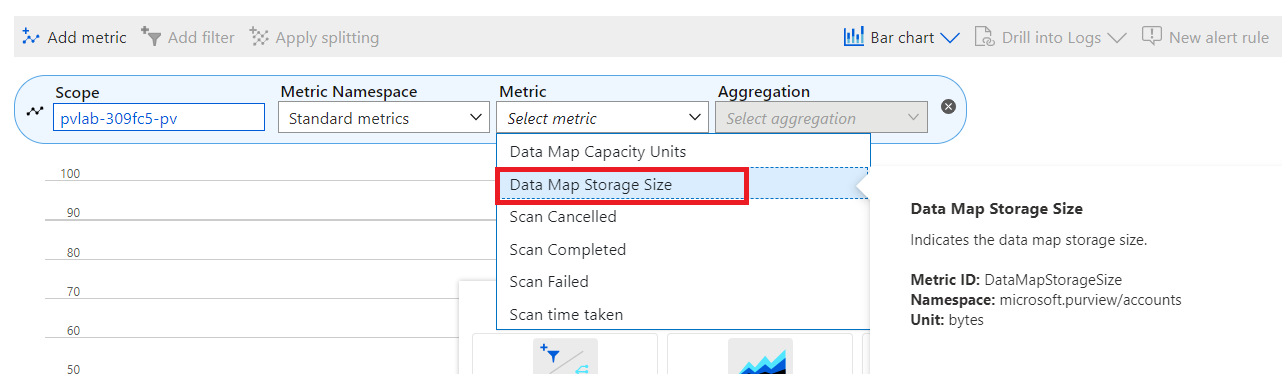 Add metric
Add filter
Apply splitting
Bar chart
Drill into Logs
New alert rule
Scope
Metric Namespace
Metric
Aggregation
pvlab-309fc5-pv
Standard metrics
Select metric
Select aggregation
Data Map Capacity Units
Data Map Storage Size
Scan Cancelled
Scan Completed
Scan Failed
Scan time taken
100
90
80
70
60
50
Data Map Storage Size
Indicates the data map storage size.
Metric ID: DataMapStorageSize
Namespace: microsoft.purview/accounts
Unit: bytes